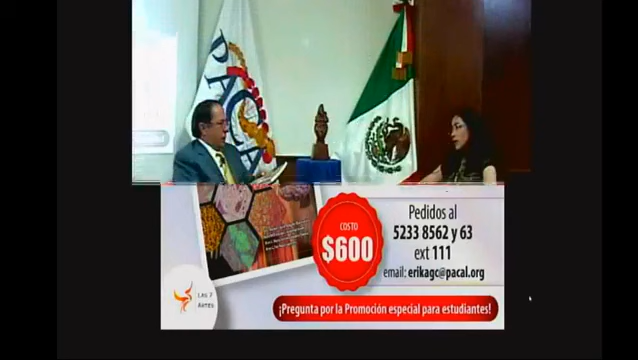 PACAL
COSTO
$600
Pedidos al
5233 8562 y 63
ext 111
email: erikagc@pacal.org
LAS 7
ARTES
¡Pregunta por la Promoción especial para estudiantes!